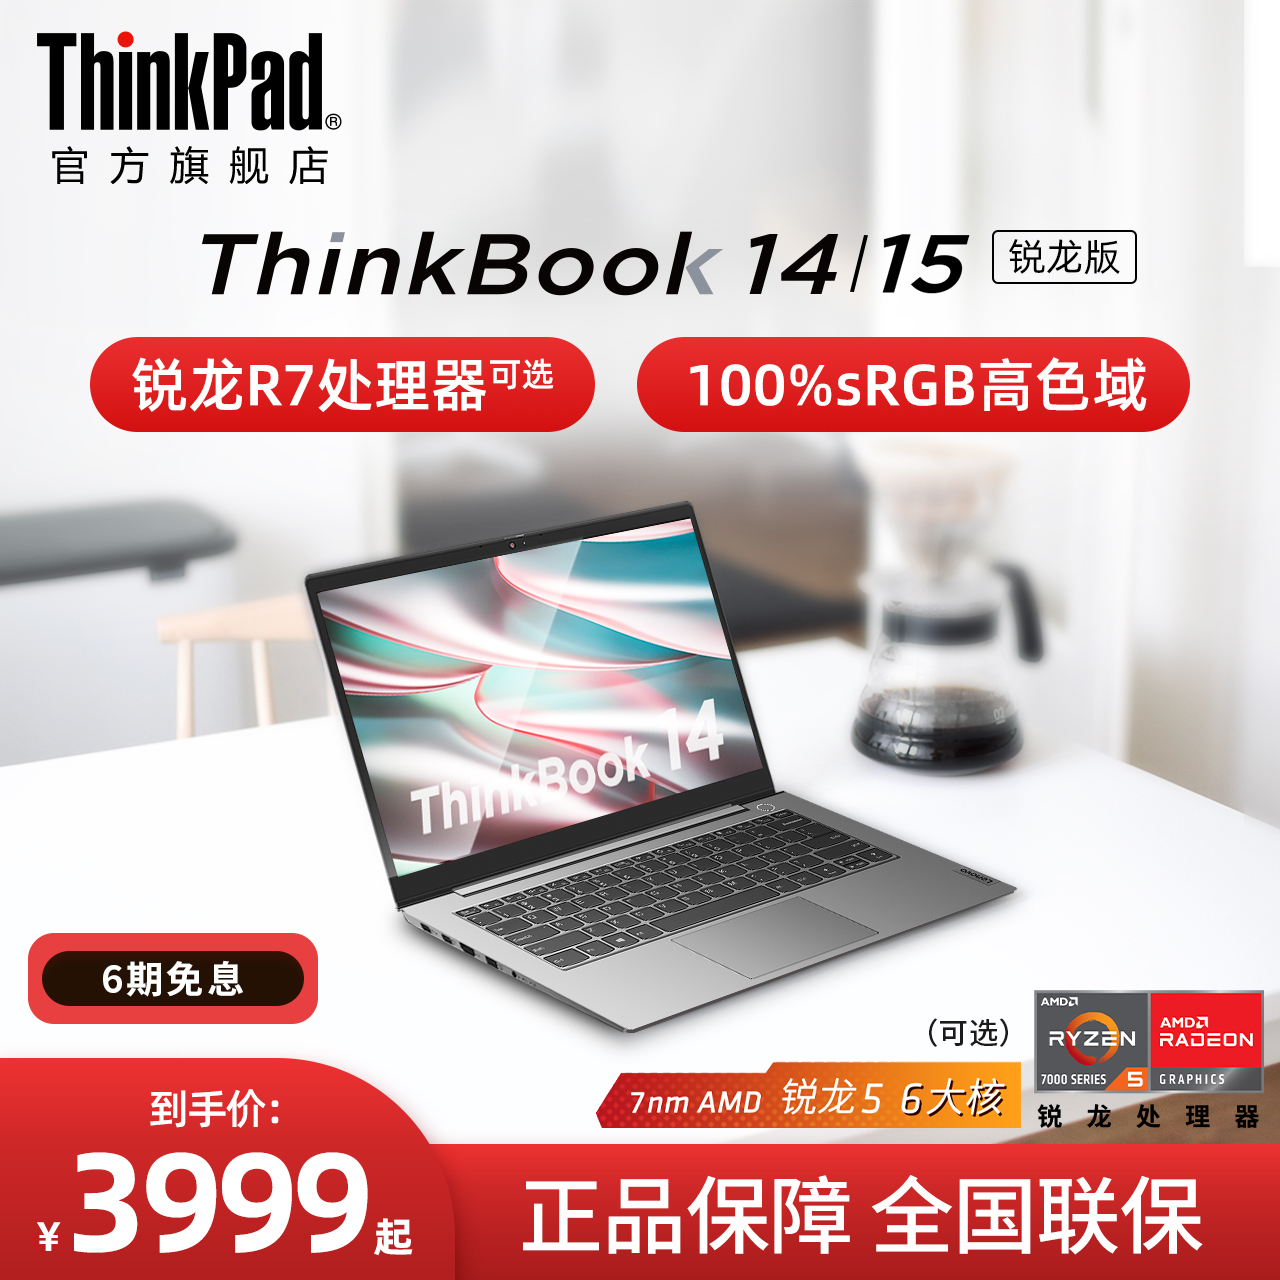 ThinkPad®
官方旗舰店
ThinkBook 14/15 锐龙版
锐龙R7处理器可选
100%sRGB高色域
ThinkBook 14
Lenovo
6期免息
(可选)
AMD
RYZEN
7000 SERIES 5
AMD
RADEON
GRAPHICS
7nm AMD 锐龙5 6大核
锐龙处理器
到手价:
¥3999起
正品保障 全国联保